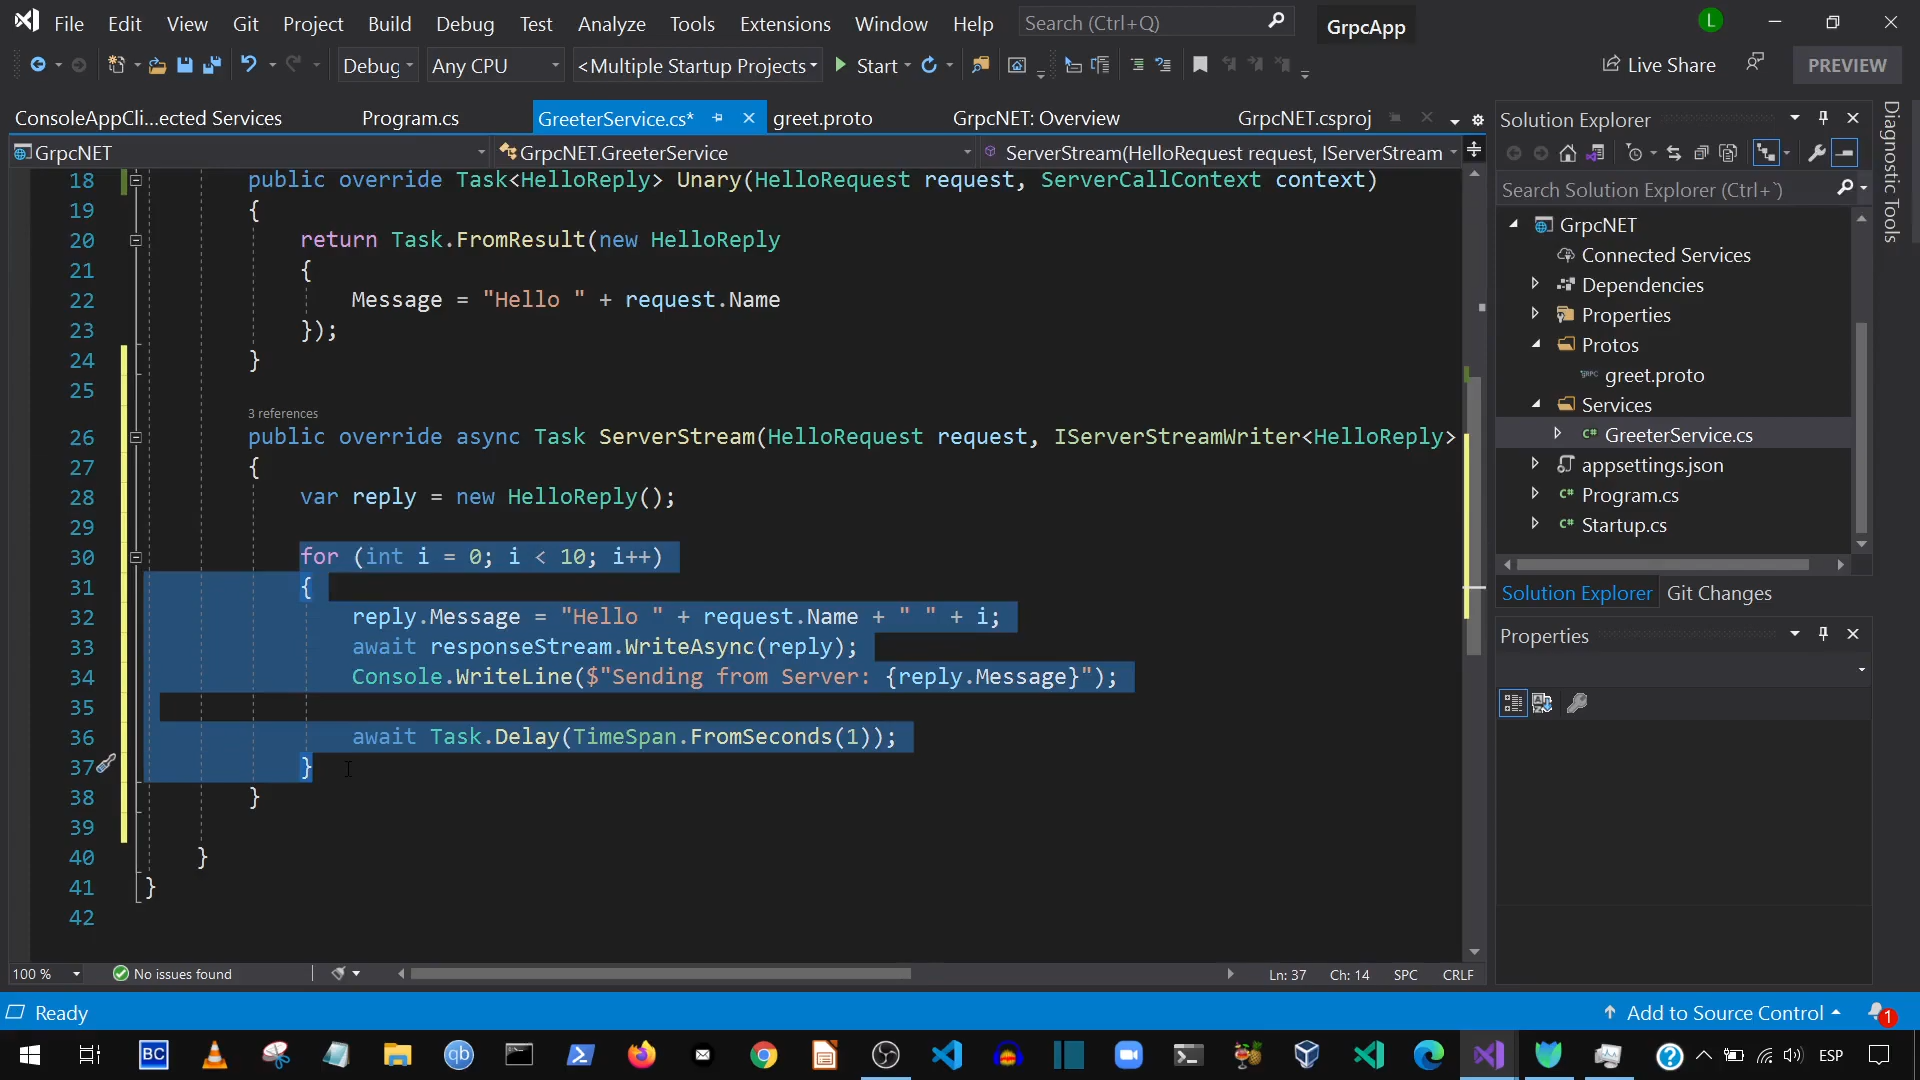 File Edit View Git Project Build Debug Test Analyze Tools Extensions Window Help Search (Ctrl+Q) GrpcApp L
Debug Any CPU <Multiple Startup Projects Start Live Share PREVIEW
ConsoleAppCli...ected Services Program.cs GreeterService.cs* greet.proto GrpcNET: Overview GrpcNET.csproj
GrpcNET GrpcNET.GreeterService ServerStream(HelloRequest request, IServerStream
18 public override Task<HelloReply> Unary(HelloRequest request, ServerCallContext context)
19 {
20 return Task.FromResult(new HelloReply
21 {
22 Message = "Hello " + request.Name
23 });
24 }
25
3 references
26 public override async Task ServerStream(HelloRequest request, IServerStreamWriter<HelloReply>
27 {
28 var reply = new HelloReply();
29
30 for (int i = 0; i < 10; i++)
31 {
32 reply.Message = "Hello " + request.Name + " " + i;
33 await responseStream.WriteAsync(reply);
34 Console.WriteLine($"Sending from Server: {reply.Message}");
35
36 await Task.Delay(TimeSpan.FromSeconds(1));
37 }
38 }
39
40 }
41 }
42
100 % No issues found Ln: 37 Ch: 14 SPC CRLF
Solution Explorer
Search Solution Explorer (Ctrl+`)
GrpcNET
Connected Services
Dependencies
Properties
Protos
greet.proto
Services
GreeterService.cs
appsettings.json
Program.cs
Startup.cs
Solution Explorer Git Changes
Properties
Diagnostic Tools
Ready Add to Source Control 1
BC qb ESP